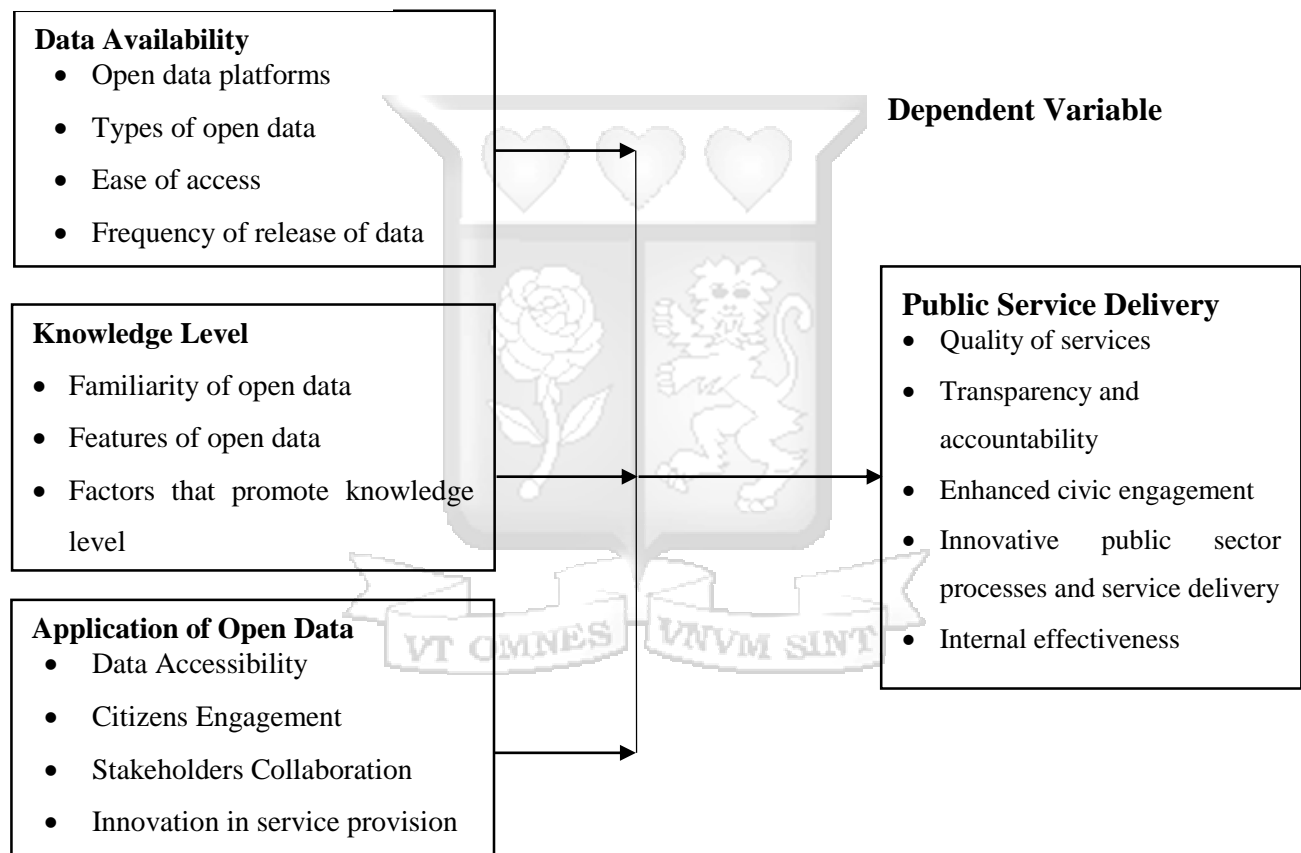 Data Availability
• Open data platforms
• Types of open data
• Ease of access
• Frequency of release of data
Knowledge Level
• Familiarity of open data
• Features of open data
• Factors that promote knowledge
level
Application of Open Data
• Data Accessibility
• Citizens Engagement
• Stakeholders Collaboration
• Innovation in service provision
Dependent Variable
Public Service Delivery
• Quality of services
• Transparency and
accountability
• Enhanced civic engagement
• Innovative public sector
processes and service delivery
• Internal effectiveness
VT OMNES VNVM SINT